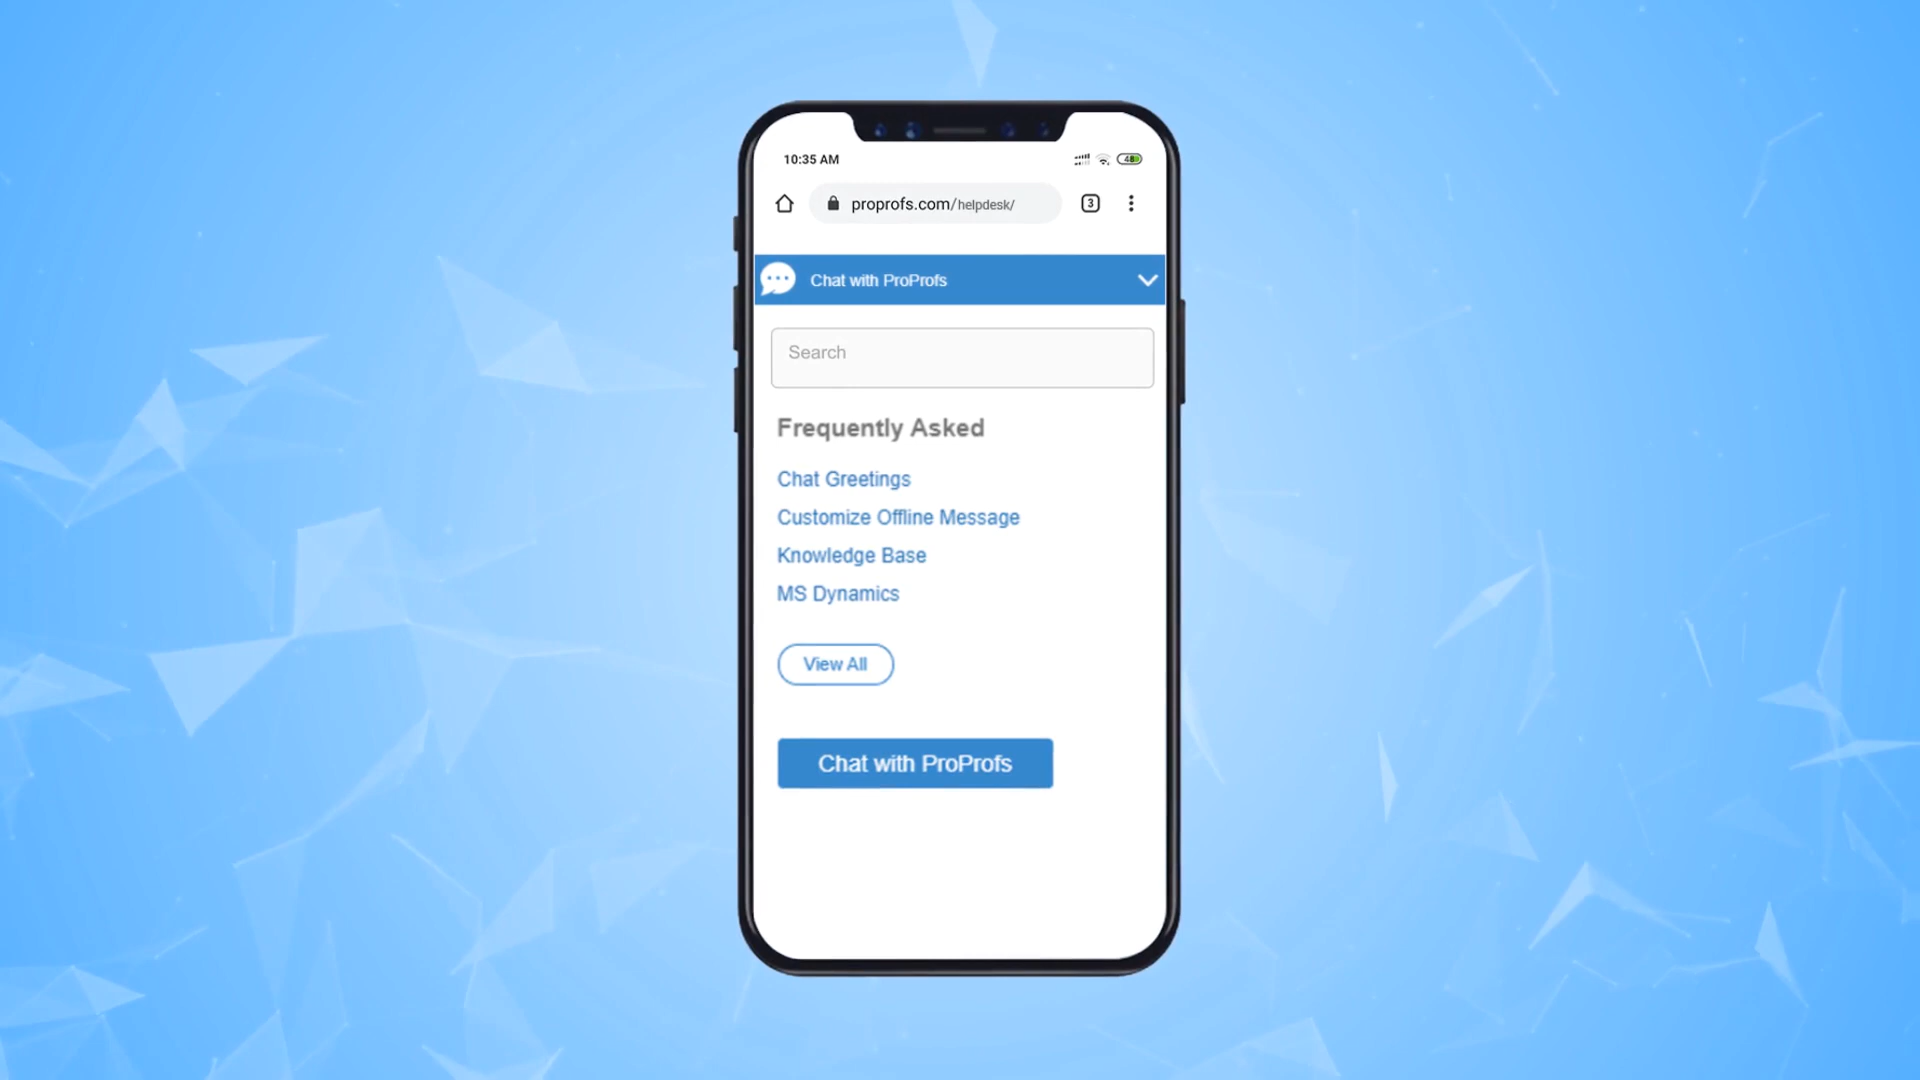 10:35 AM
48
proprofs.com/helpdesk/
3
Chat with ProProfs
Search
Frequently Asked
Chat Greetings
Customize Offline Message
Knowledge Base
MS Dynamics
View All
Chat with ProProfs